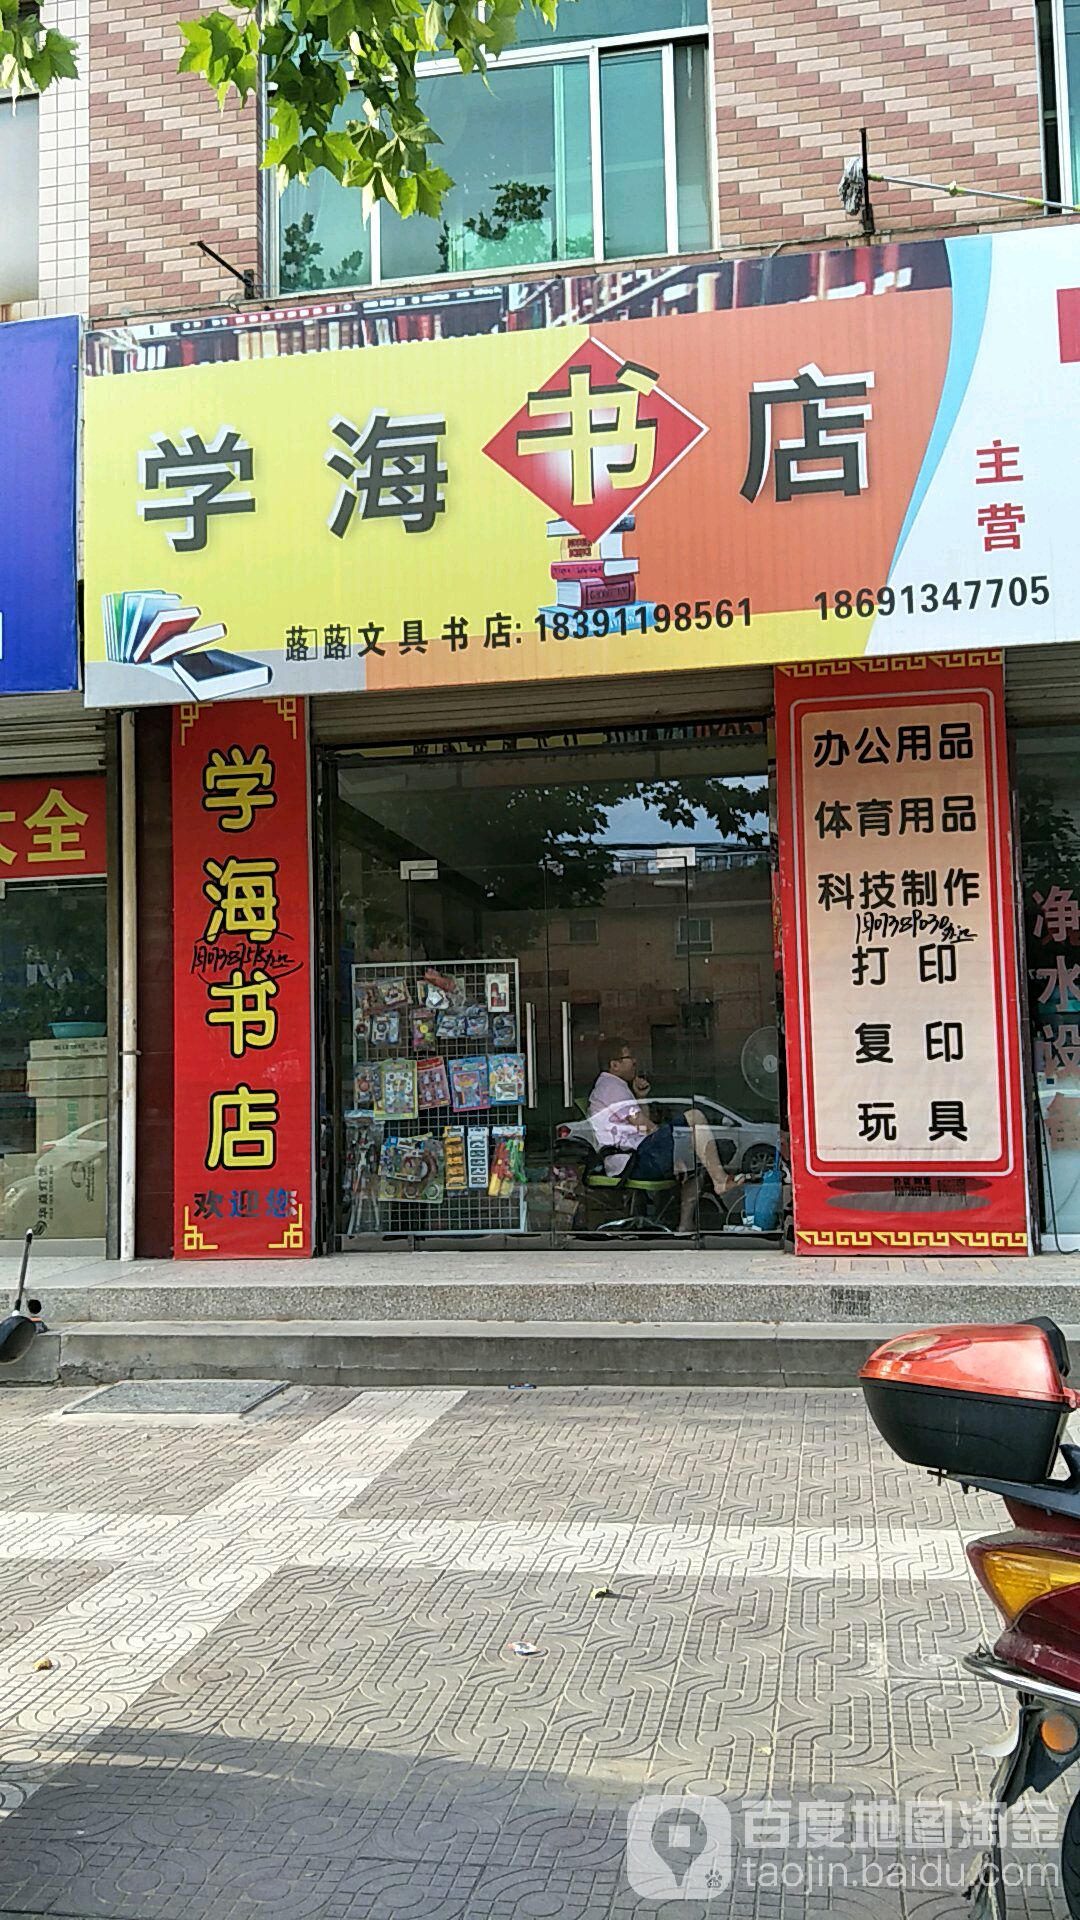 学海书店
主营
蕗蕗文具书店: 18391198561 18691347705
大全
学海书店
欢迎您
办公用品
体育用品
科技制作
打印
复印
玩具
净水设
百度地图淘金
taojin.baidu.com